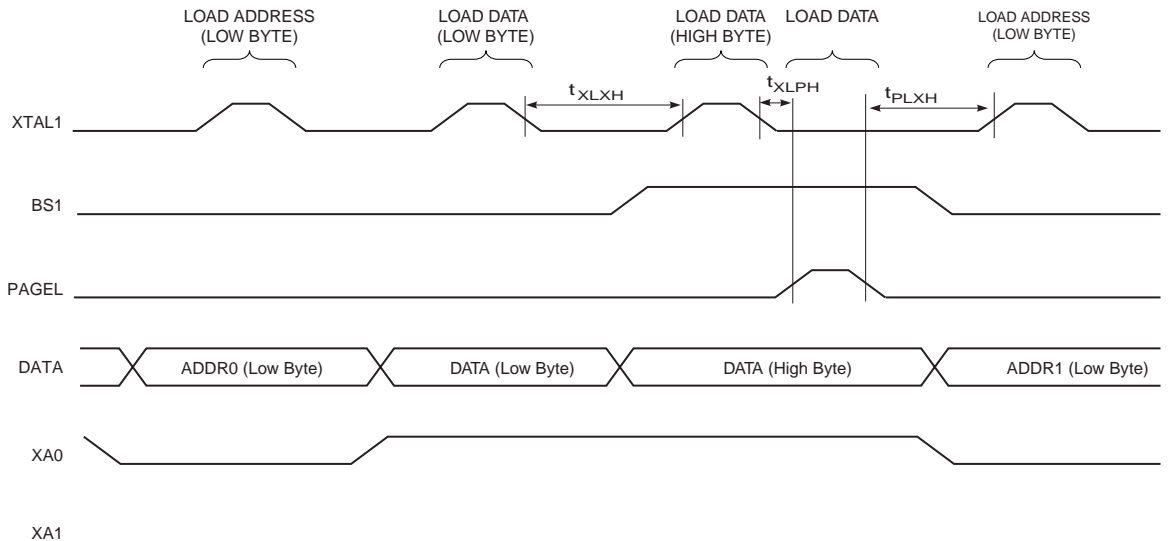 LOAD ADDRESS
(LOW BYTE)
LOAD DATA
(LOW BYTE)
LOAD DATA
(HIGH BYTE)
LOAD DATA
LOAD ADDRESS
(LOW BYTE)
tXLXH
tXLPH
tPLXH
XTAL1
BS1
PAGEL
DATA
ADDR0 (Low Byte)
DATA (Low Byte)
DATA (High Byte)
ADDR1 (Low Byte)
XA0
XA1